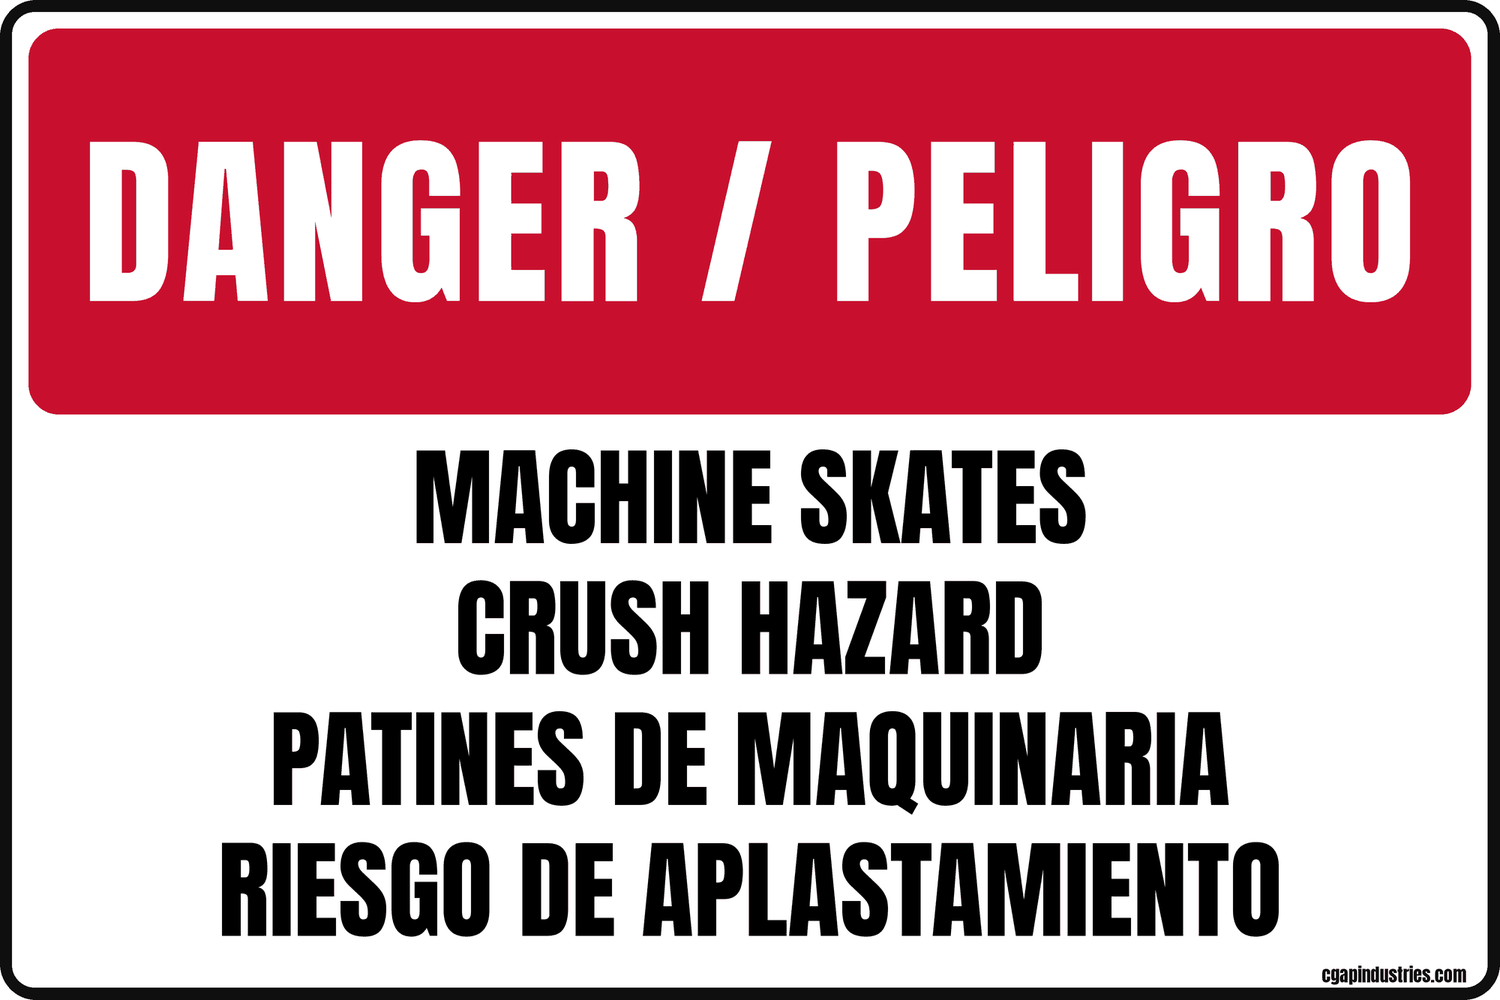 DANGER / PELIGRO
MACHINE SKATES
CRUSH HAZARD
PATINES DE MAQUINARIA
RIESGO DE APLASTAMIENTO
cgapindustries.com